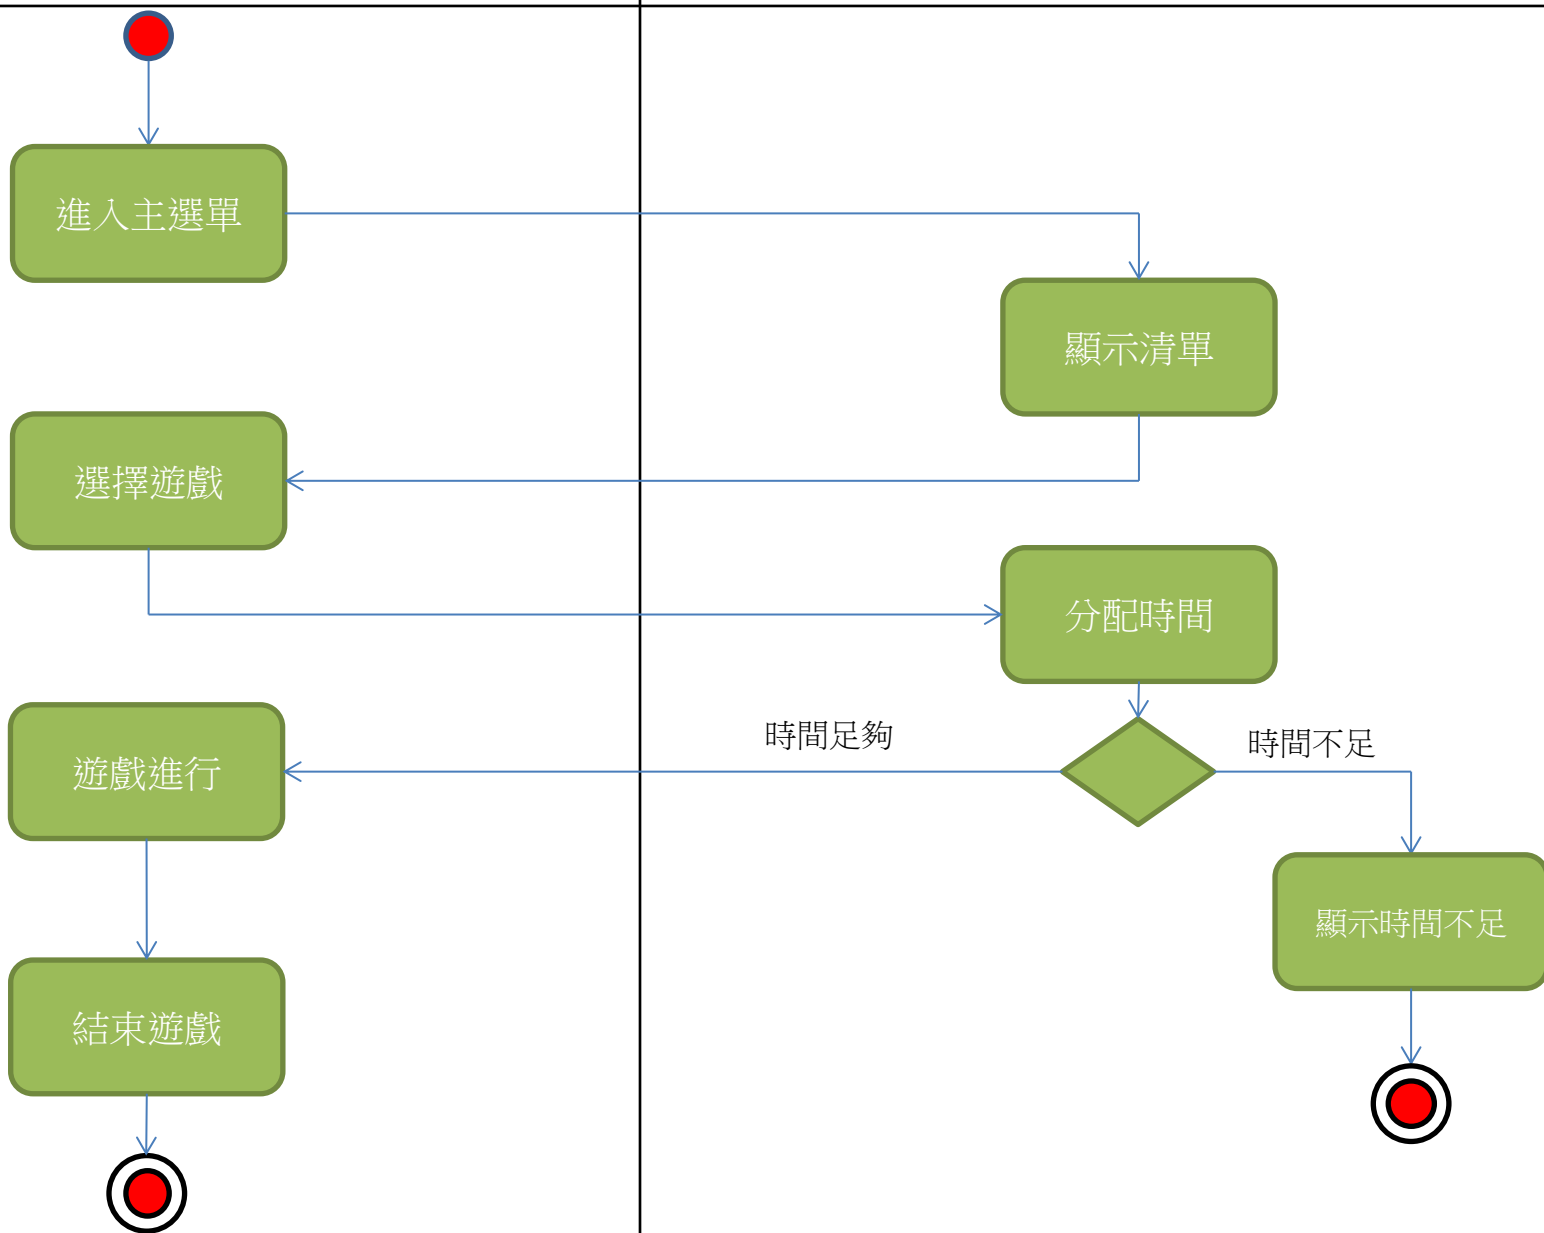 進入主選單
顯示清單
選擇遊戲
分配時間
時間足夠
時間不足
遊戲進行
顯示時間不足
結束遊戲